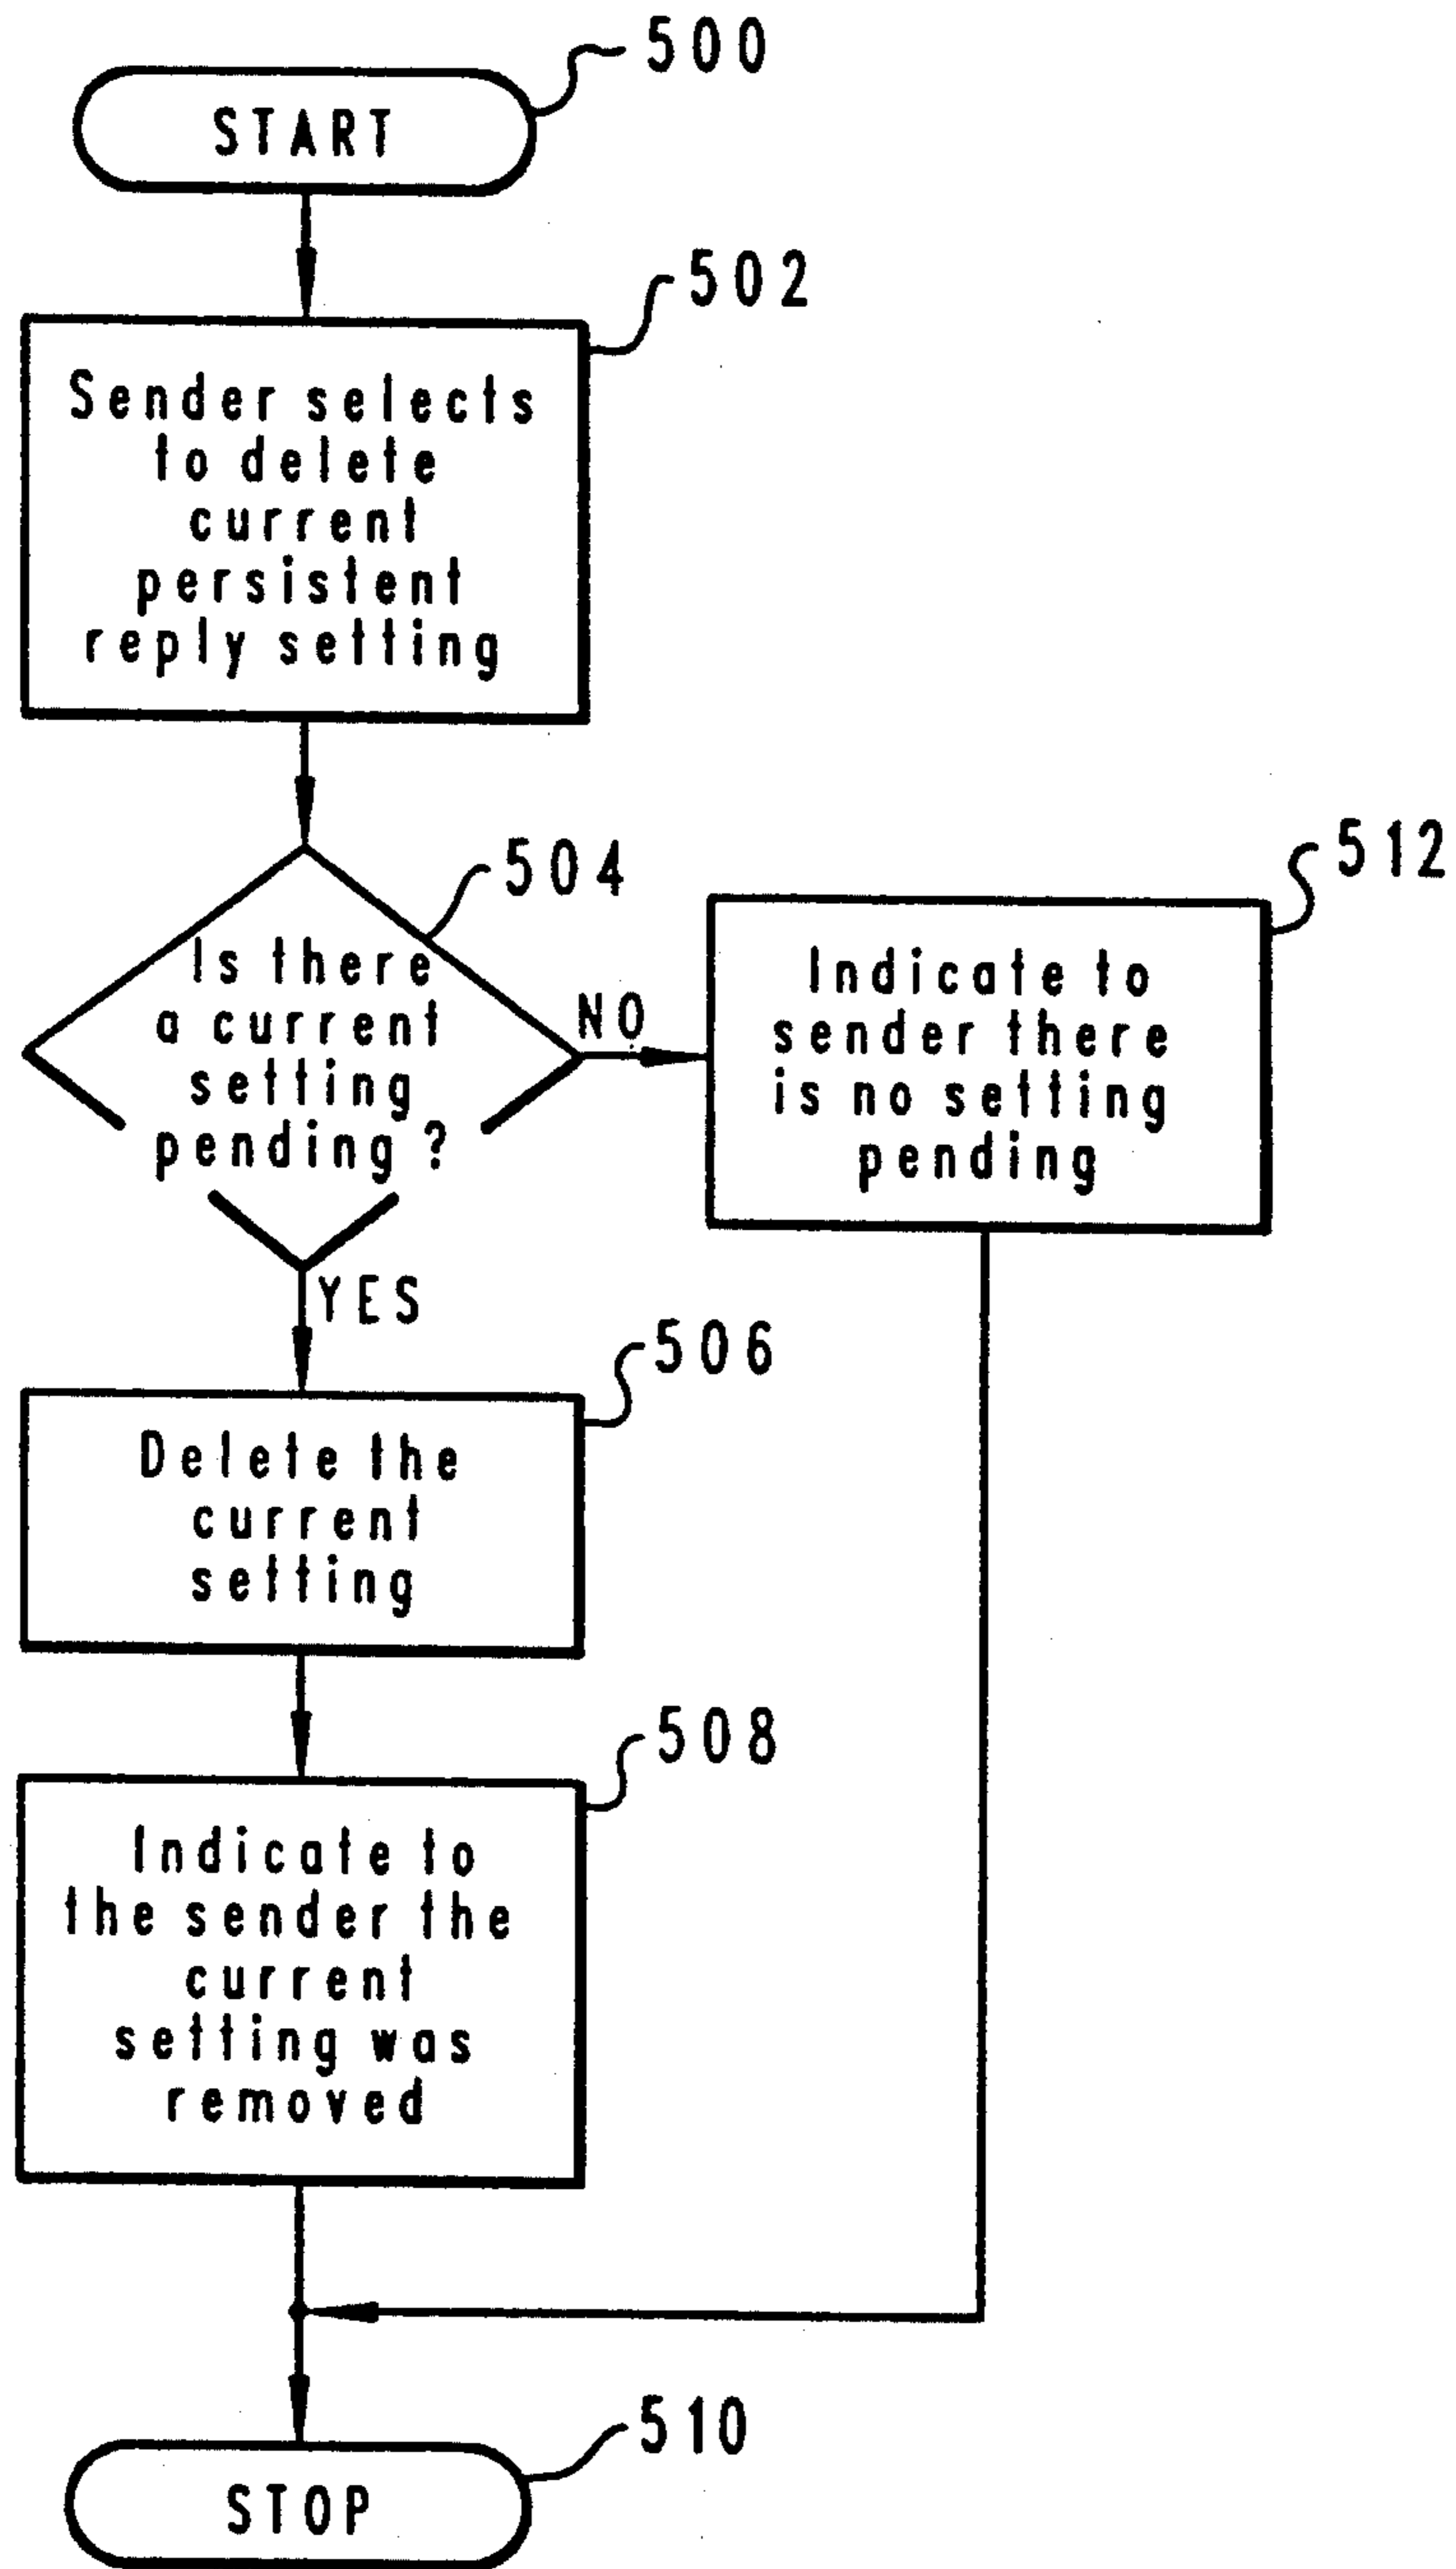 500
START
502
Sender selects
to delete
current
persistent
reply setting
504
Is there
a current
setting
pending ?
NO
512
Indicate to
sender there
is no setting
pending
YES
506
Delete the
current
setting
508
Indicate to
the sender the
current
setting was
removed
510
STOP